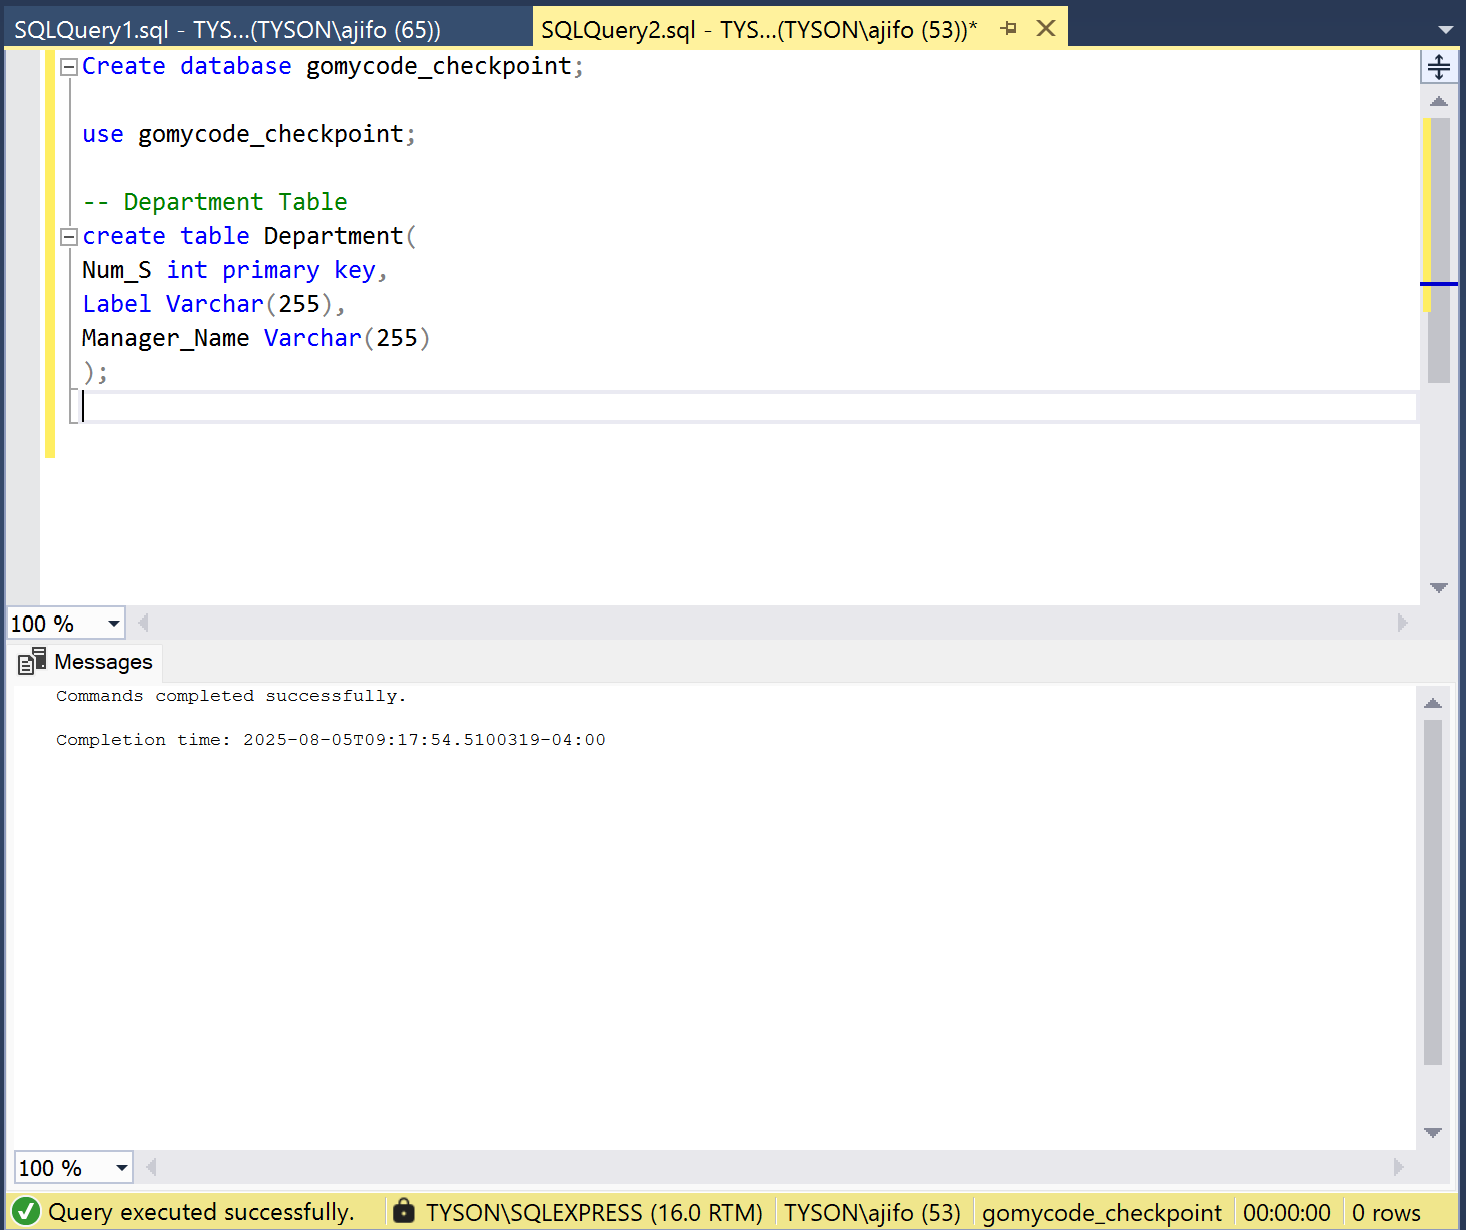 SQLQuery1.sql - TYS...(TYSON\ajifo (65))
SQLQuery2.sql - TYS...(TYSON\ajifo (53))*
Create database gomycode_checkpoint;
use gomycode_checkpoint;
-- Department Table
create table Department(
Num_S int primary key,
Label Varchar(255),
Manager_Name Varchar(255)
);
100 %
Messages
Commands completed successfully.
Completion time: 2025-08-05T09:17:54.5100319-04:00
100 %
Query executed successfully. TYSON\SQLEXPRESS (16.0 RTM) TYSON\ajifo (53) gomycode_checkpoint 00:00:00 0 rows